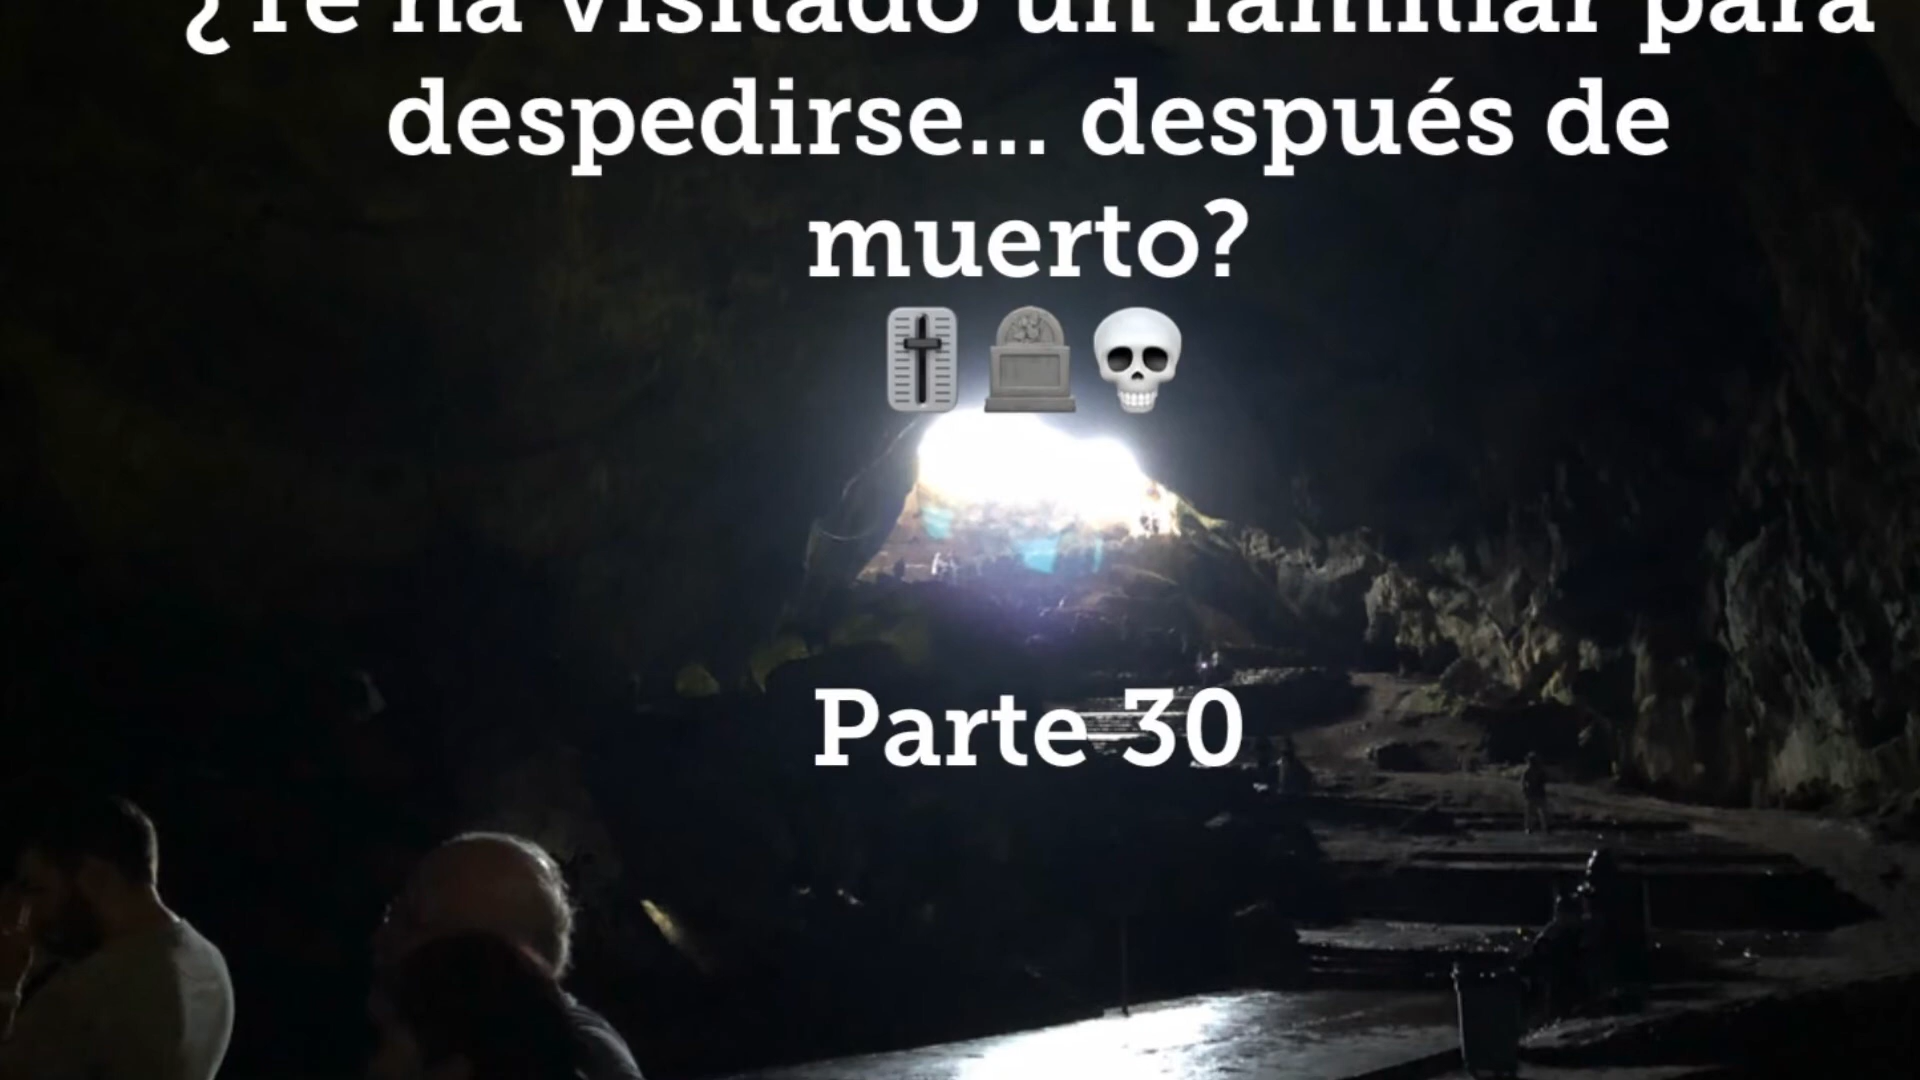 ¿Te ha visitado un familiar para
despedirse... después de
muerto?
Parte 30